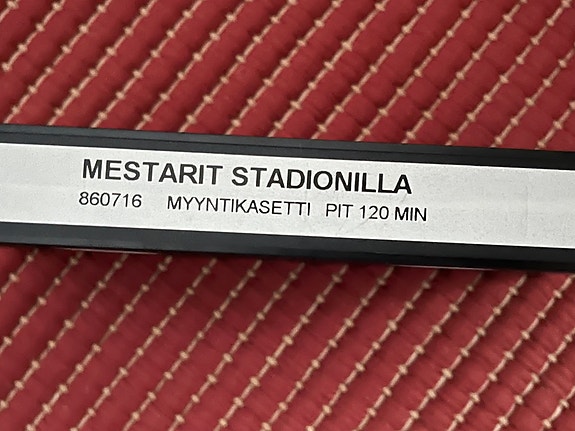 MESTARIT STADIONILLA
860716 MYYNTIKASETTI PIT 120 MIN